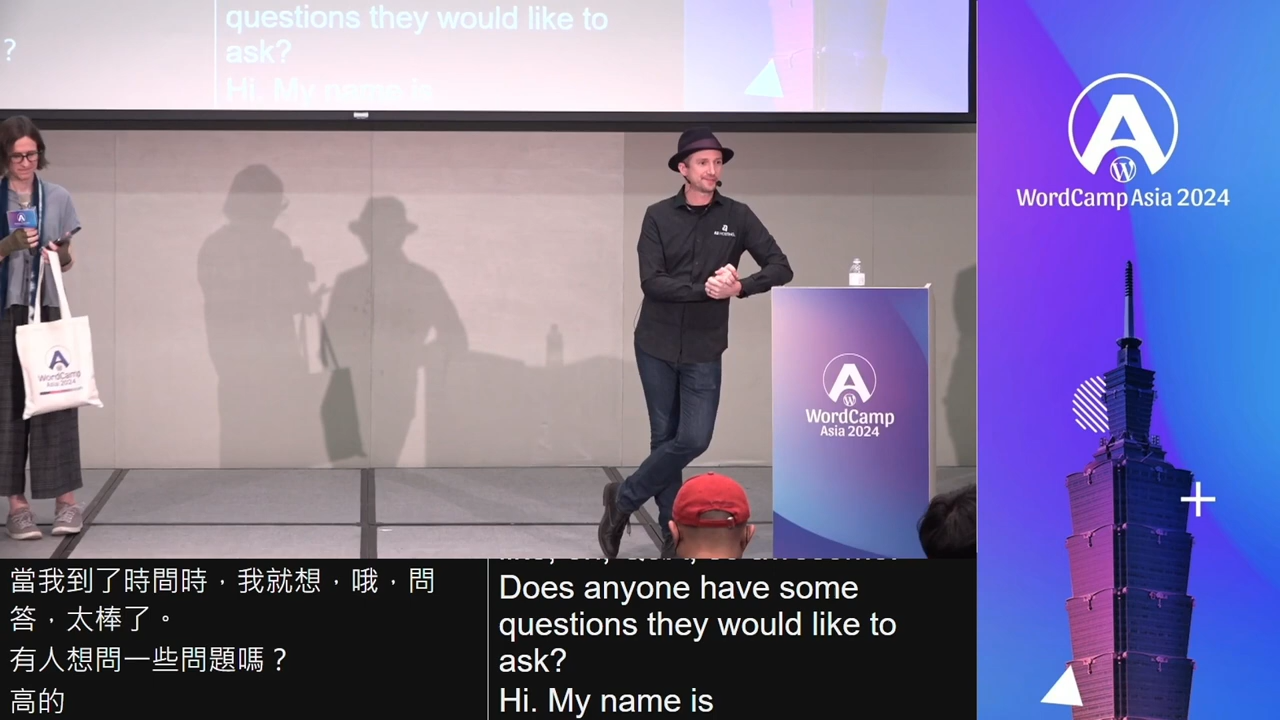 questions they would like to
ask?
Hi. My name is
?
WordCamp Asia 2024
WordCamp
Asia 2024
WordCamp
Asia 2024
當我到了時間時，我就想，哦，問
答，太棒了。
有人想問一些問題嗎？
高的
Does anyone have some
questions they would like to
ask?
Hi. My name is